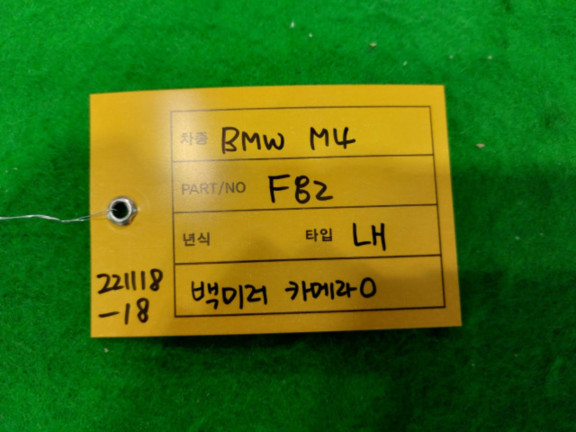 차종 BMW M4
PART/NO F82
년식 타입 LH
백미러 카메라O
221118
-18